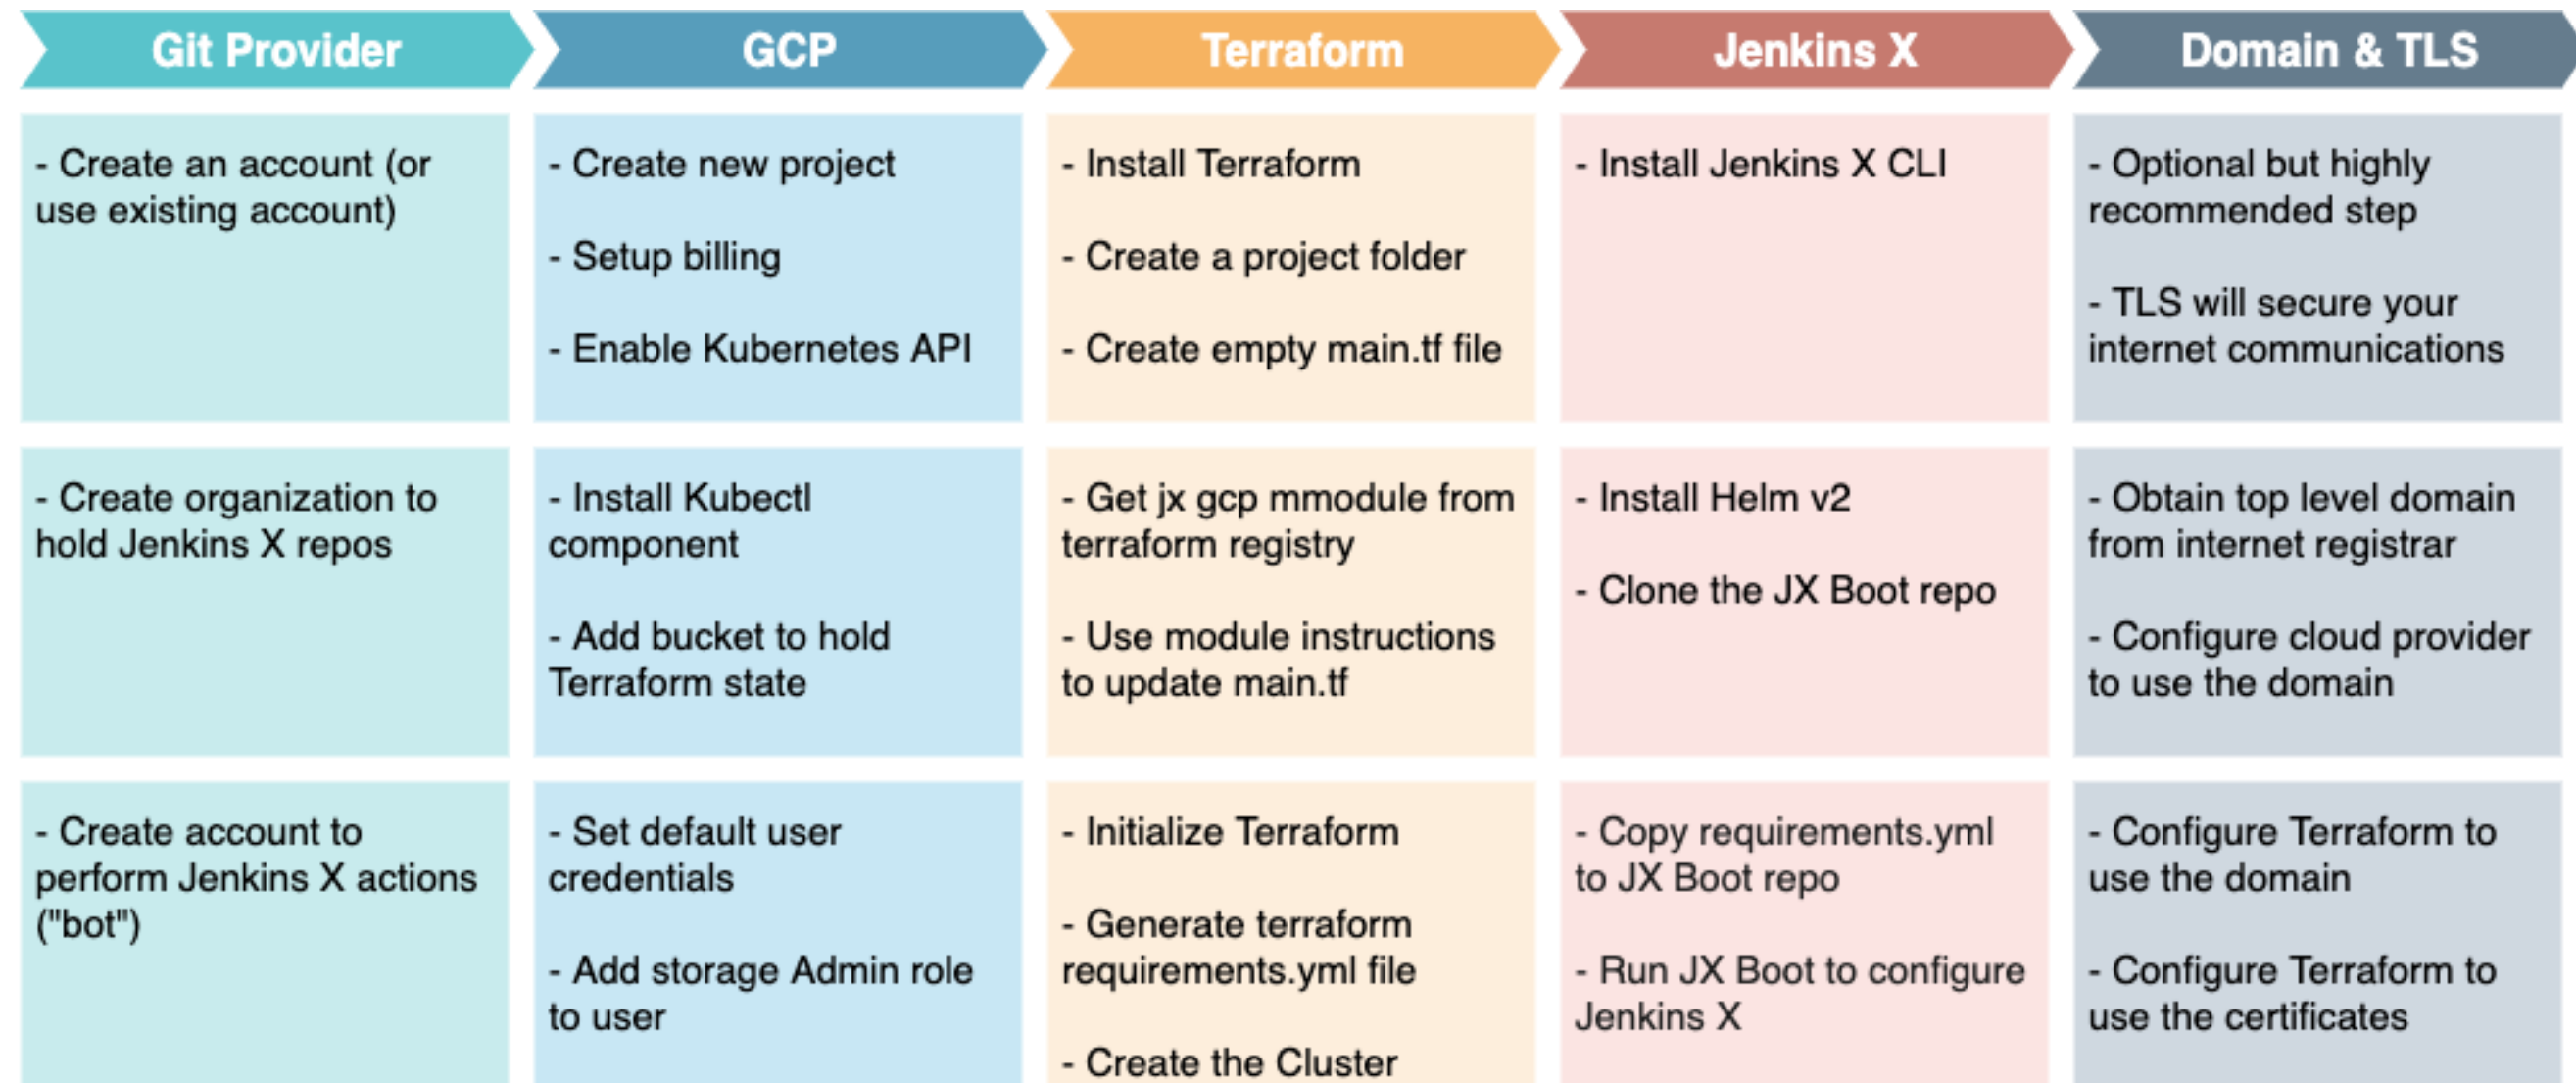 Git Provider
GCP
Terraform
Jenkins X
Domain & TLS
- Create an account (or
use existing account)
- Create new project
- Setup billing
- Enable Kubernetes API
- Install Terraform
- Create a project folder
- Create empty main.tf file
- Install Jenkins X CLI
- Optional but highly
recommended step
- TLS will secure your
internet communications
- Create organization to
hold Jenkins X repos
- Install Kubectl
component
- Add bucket to hold
Terraform state
- Get jx gcp mmodule from
terraform registry
- Use module instructions
to update main.tf
- Install Helm v2
- Clone the JX Boot repo
- Obtain top level domain
from internet registrar
- Configure cloud provider
to use the domain
- Create account to
perform Jenkins X actions
("bot")
- Set default user
credentials
- Add storage Admin role
to user
- Initialize Terraform
- Generate terraform
requirements.yml file
- Create the Cluster
- Copy requirements.yml
to JX Boot repo
- Run JX Boot to configure
Jenkins X
- Configure Terraform to
use the domain
- Configure Terraform to
use the certificates